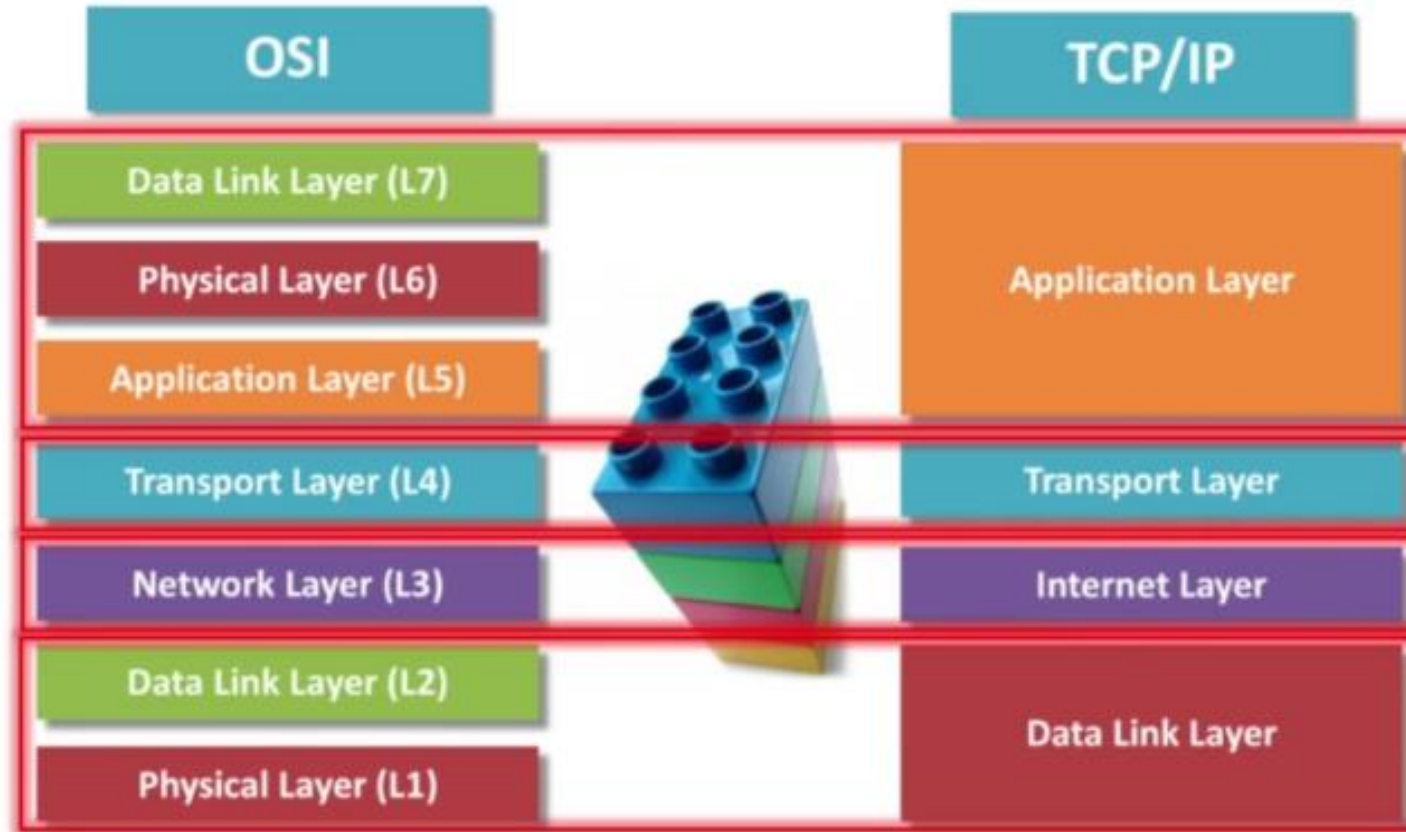 OSI
TCP/IP
Data Link Layer (L7)
Physical Layer (L6)
Application Layer
Application Layer (L5)
Transport Layer (L4)
Transport Layer
Network Layer (L3)
Internet Layer
Data Link Layer (L2)
Data Link Layer
Physical Layer (L1)